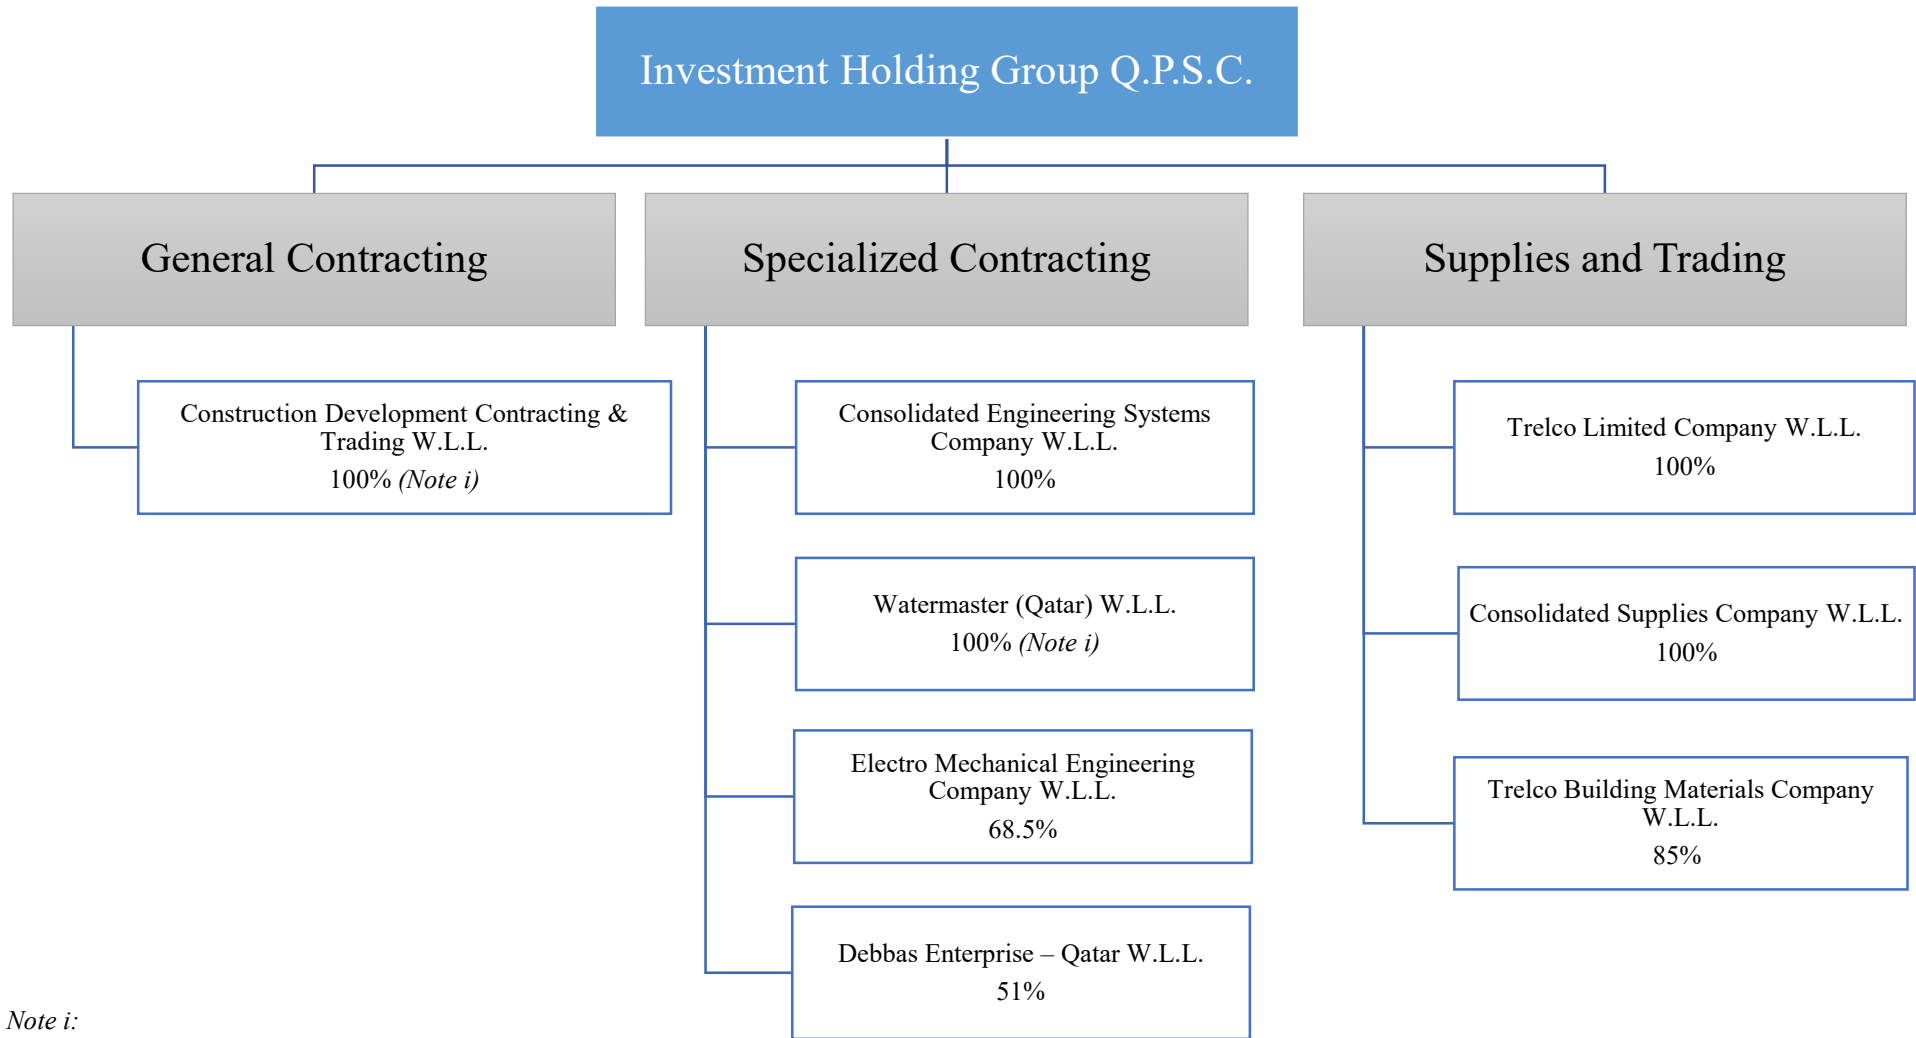 Investment Holding Group Q.P.S.C.
General Contracting
Construction Development Contracting &
Trading W.L.L.
100% (Note i)
Specialized Contracting
Consolidated Engineering Systems
Company W.L.L.
100%
Watermaster (Qatar) W.L.L.
100% (Note i)
Electro Mechanical Engineering
Company W.L.L.
68.5%
Debbas Enterprise – Qatar W.L.L.
51%
Supplies and Trading
Trelco Limited Company W.L.L.
100%
Consolidated Supplies Company W.L.L.
100%
Trelco Building Materials Company
W.L.L.
85%
Note i: